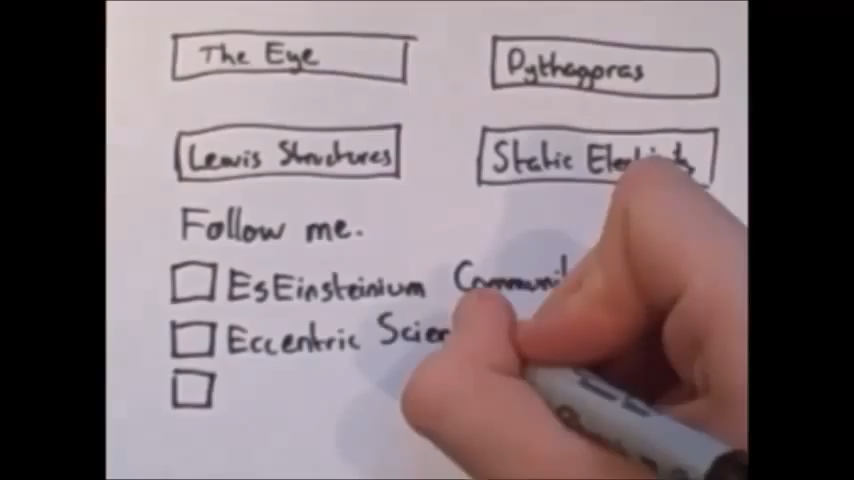 The Eye
Pythagoras
Lewis Structures
Static
Follow me.
EsEinsteinium
Eccentric